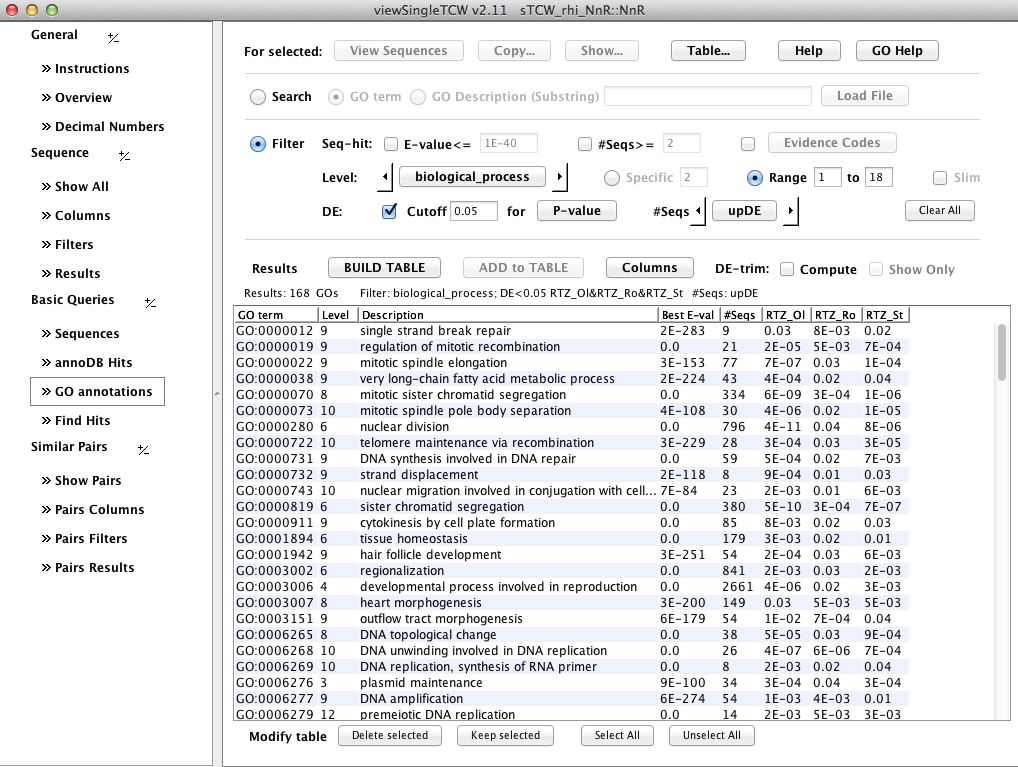 viewSingleTCW v2.11 sTCW_rhi_NnR::NnR
General +/-
» Instructions
» Overview
» Decimal Numbers
Sequence +/-
» Show All
» Columns
» Filters
» Results
Basic Queries +/-
» Sequences
» annoDB Hits
» GO annotations
» Find Hits
Similar Pairs +/-
» Show Pairs
» Pairs Columns
» Pairs Filters
» Pairs Results
For selected: View Sequences Copy... Show... Table... Help GO Help
Search GO term GO Description (Substring) Load File
Filter Seq-hit: E-value<= 1E-40 #Seqs>= 2 Evidence Codes
Level: biological_process Specific 2 Range 1 to 18 Slim
DE: Cutoff 0.05 for P-value #Seqs upDE Clear All
Results BUILD TABLE ADD to TABLE Columns DE-trim: Compute Show Only
Results: 168 GOs Filter: biological_process; DE<0.05 RTZ_Ol&RTZ_Ro&RTZ_St #Seqs: upDE
GO term Level Description Best E-val #Seqs RTZ_Ol RTZ_Ro RTZ_St
GO:0000012 9 single strand break repair 2E-283 9 0.03 8E-03 0.02
GO:0000019 9 regulation of mitotic recombination 0.0 21 2E-05 5E-03 7E-04
GO:0000022 9 mitotic spindle elongation 3E-153 77 7E-07 0.03 1E-04
GO:0000038 9 very long-chain fatty acid metabolic process 2E-224 43 4E-04 0.02 0.04
GO:0000070 8 mitotic sister chromatid segregation 0.0 334 6E-09 3E-04 1E-06
GO:0000073 10 mitotic spindle pole body separation 4E-108 30 4E-06 0.02 1E-05
GO:0000280 6 nuclear division 0.0 796 4E-11 0.04 8E-06
GO:0000722 10 telomere maintenance via recombination 3E-229 28 3E-04 0.03 3E-05
GO:0000731 9 DNA synthesis involved in DNA repair 0.0 59 5E-04 0.02 7E-03
GO:0000732 9 strand displacement 2E-118 8 9E-04 0.01 0.03
GO:0000743 10 nuclear migration involved in conjugation with cell... 7E-84 23 2E-03 0.01 6E-03
GO:0000819 6 sister chromatid segregation 0.0 380 5E-10 3E-04 7E-07
GO:0000911 9 cytokinesis by cell plate formation 0.0 85 8E-03 0.02 0.03
GO:0001894 6 tissue homeostasis 0.0 179 3E-03 0.02 0.01
GO:0001942 9 hair follicle development 3E-251 54 2E-04 0.03 6E-03
GO:0003002 6 regionalization 0.0 841 2E-03 0.03 2E-03
GO:0003006 4 developmental process involved in reproduction 0.0 2661 4E-06 0.02 3E-03
GO:0003007 8 heart morphogenesis 3E-200 149 0.03 5E-03 5E-03
GO:0003151 9 outflow tract morphogenesis 6E-179 54 1E-02 7E-04 0.04
GO:0006265 8 DNA topological change 0.0 38 5E-05 0.03 9E-04
GO:0006268 10 DNA unwinding involved in DNA replication 0.0 26 4E-07 6E-06 7E-04
GO:0006269 10 DNA replication, synthesis of RNA primer 0.0 8 2E-03 0.02 0.04
GO:0006276 3 plasmid maintenance 9E-100 34 3E-04 0.04 3E-04
GO:0006277 9 DNA amplification 6E-274 54 1E-03 4E-03 0.01
GO:0006279 12 premeiotic DNA replication 0.0 14 2E-03 5E-03 3E-03
Modify table Delete selected Keep selected Select All Unselect All